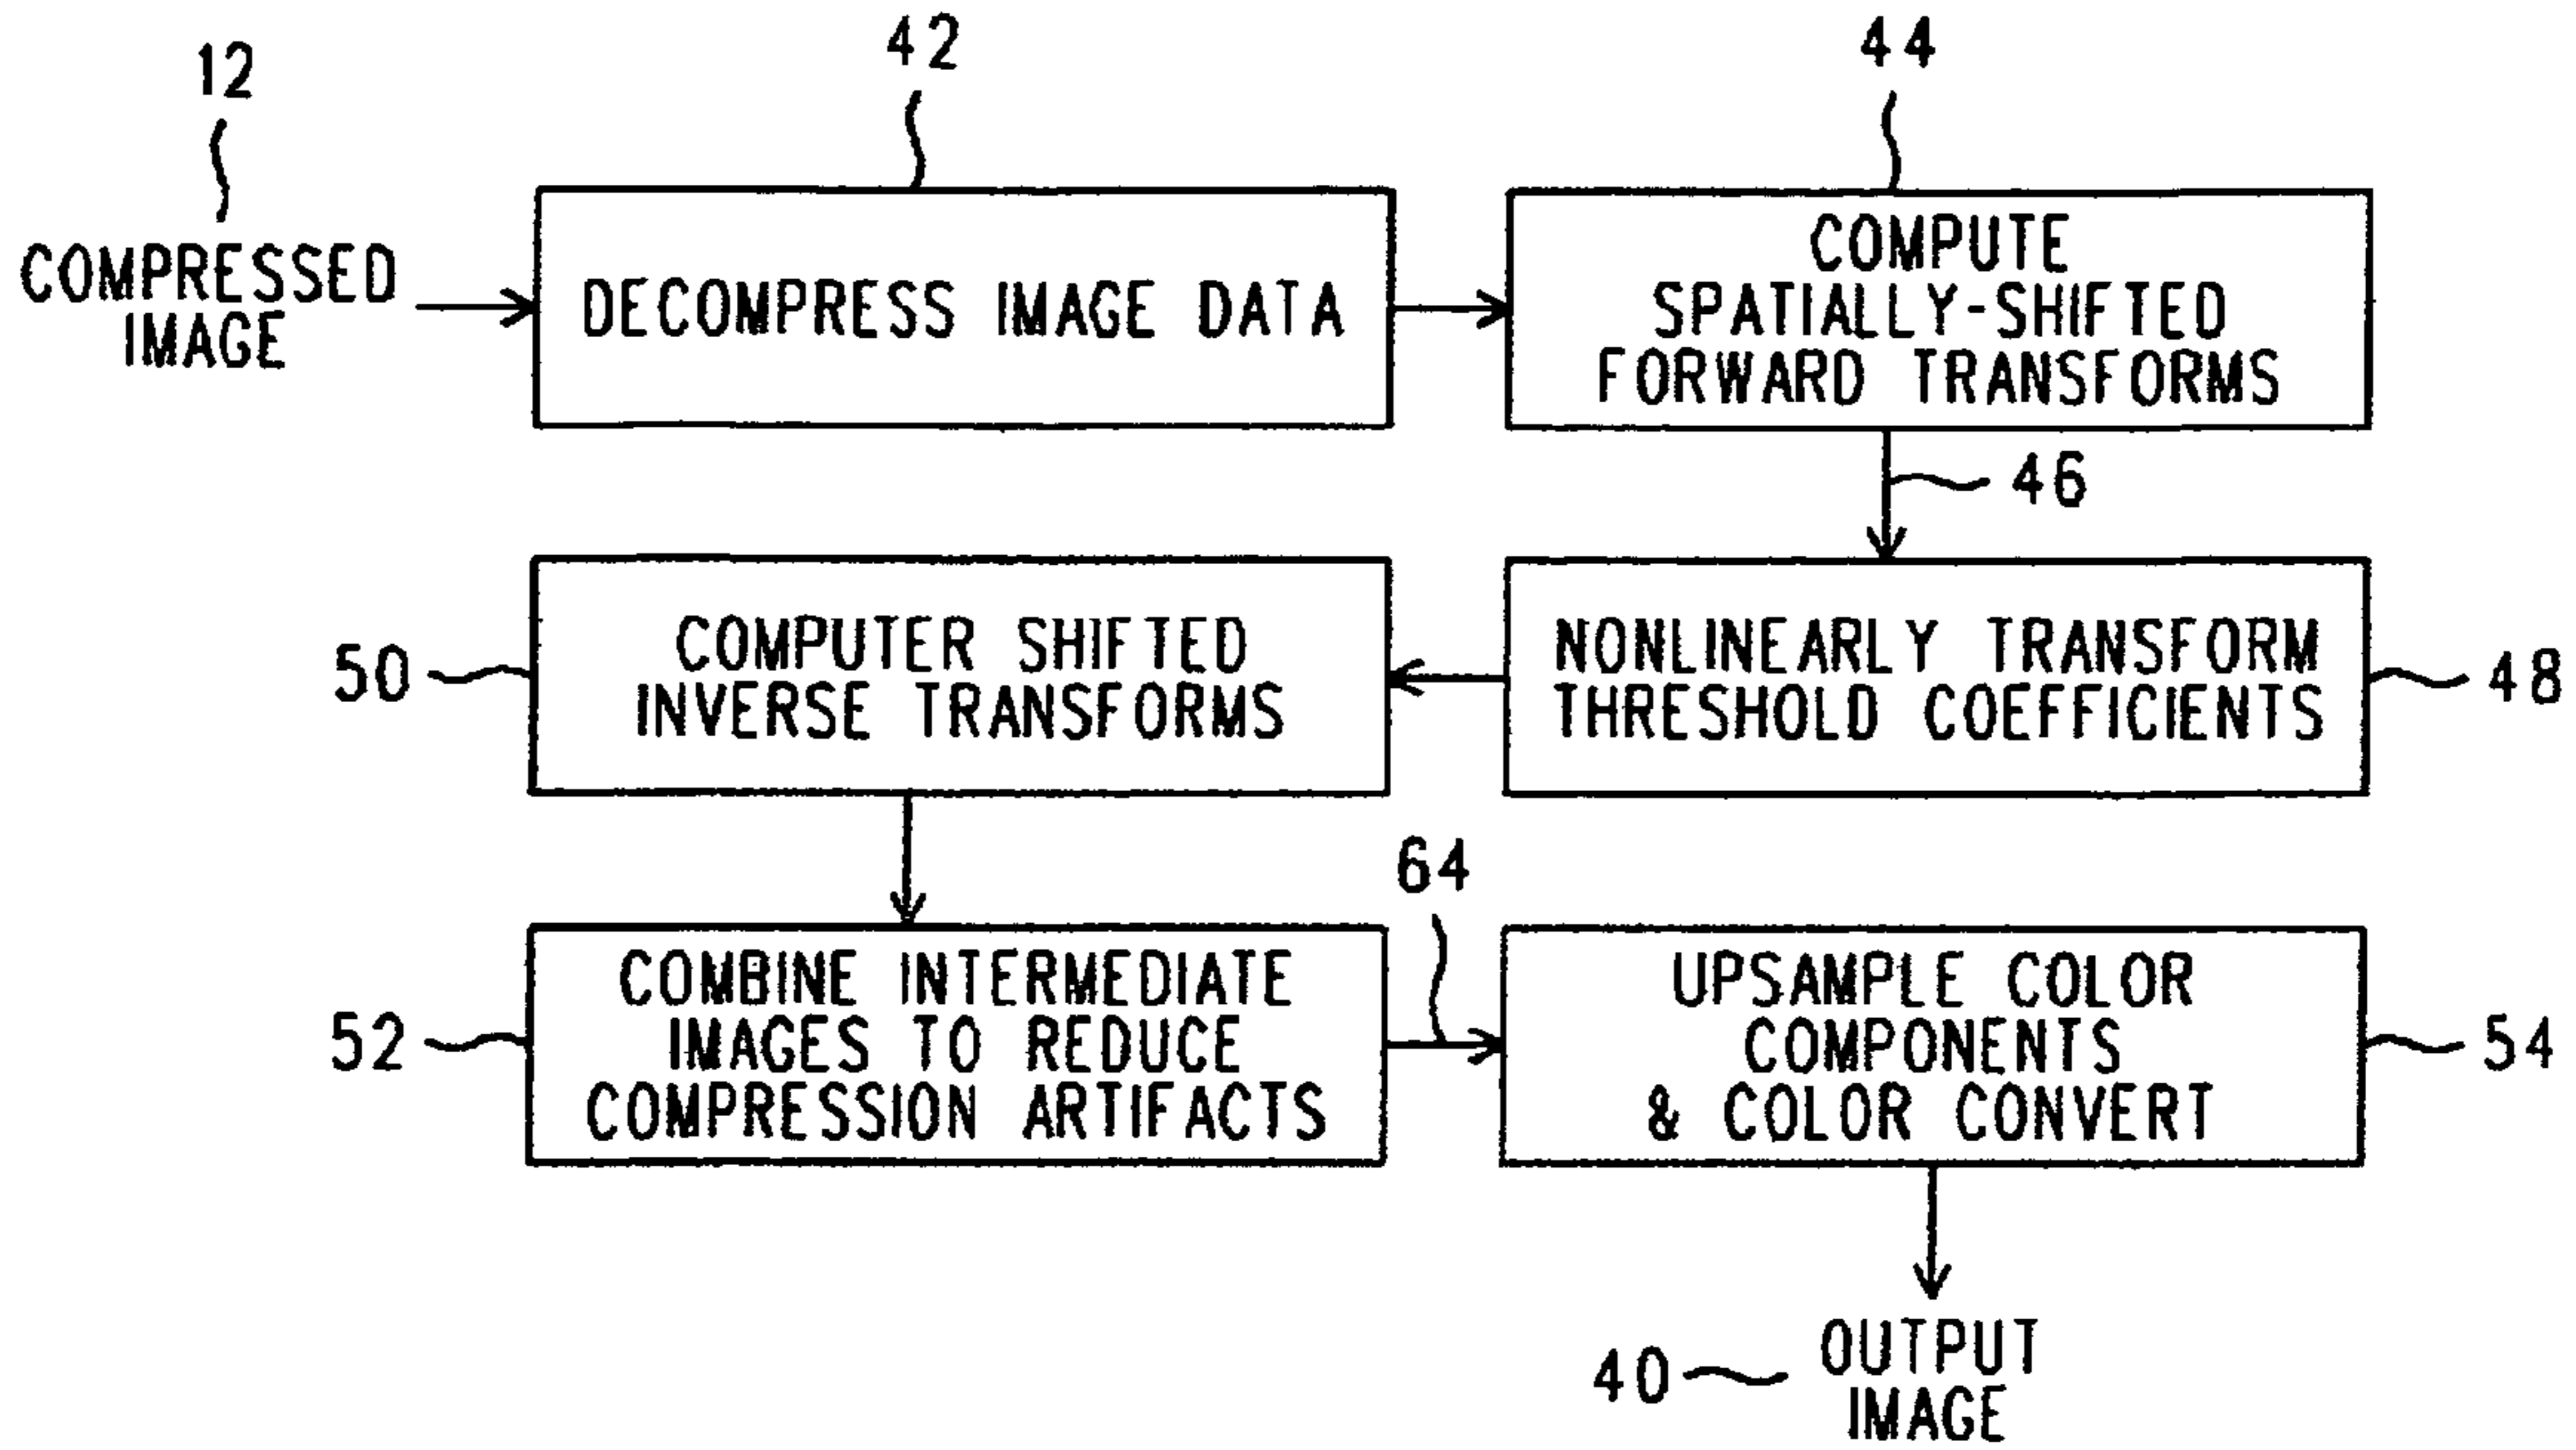 12
COMPRESSED
IMAGE
42
DECOMPRESS IMAGE DATA
44
COMPUTE
SPATIALLY-SHIFTED
FORWARD TRANSFORMS
46
NONLINEARLY TRANSFORM
THRESHOLD COEFFICIENTS
48
50
COMPUTER SHIFTED
INVERSE TRANSFORMS
52
COMBINE INTERMEDIATE
IMAGES TO REDUCE
COMPRESSION ARTIFACTS
64
UPSAMPLE COLOR
COMPONENTS
& COLOR CONVERT
54
40
OUTPUT
IMAGE